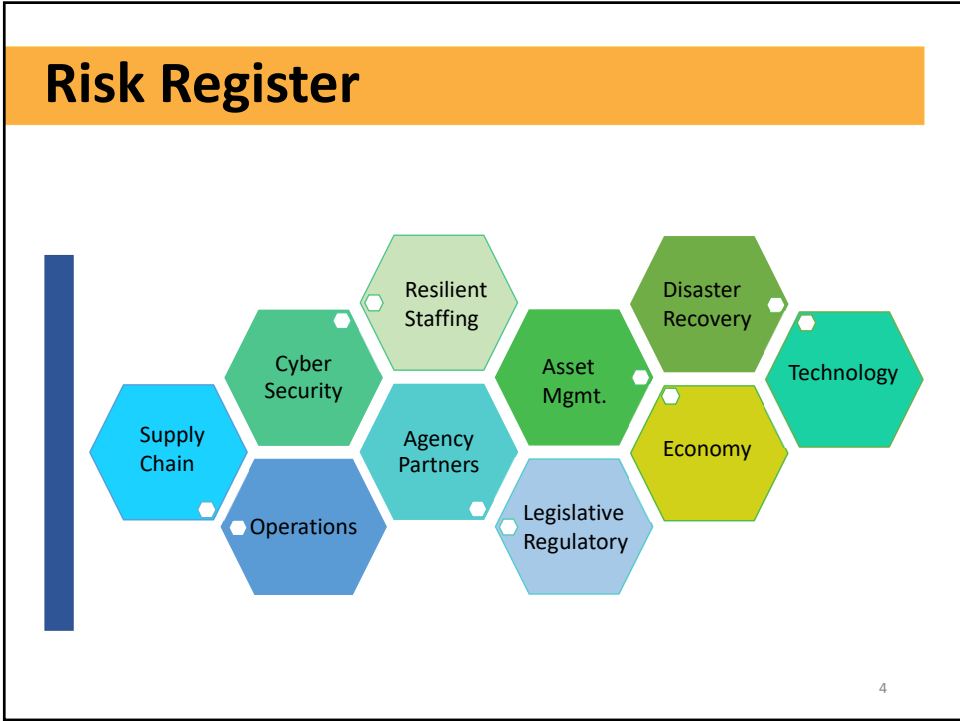 Risk Register
Resilient
Staffing
Disaster
Recovery
Cyber
Security
Asset
Mgmt.
Technology
Supply
Chain
Agency
Partners
Economy
Operations
Legislative
Regulatory
4